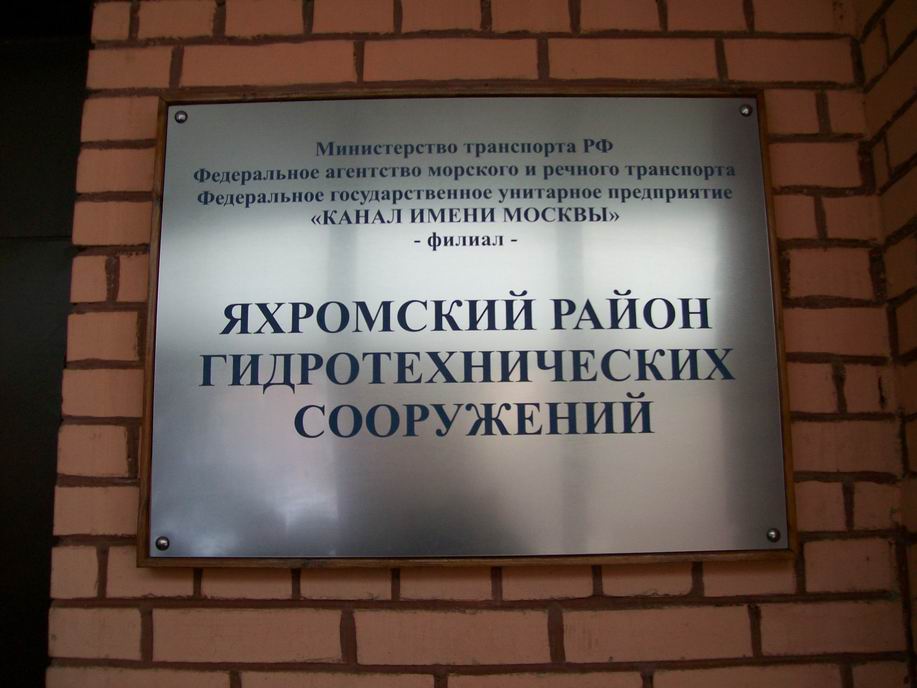 Министерство транспорта РФ
Федеральное агентство морского и речного транспорта
Федеральное государственное унитарное предприятие
«КАНАЛ ИМЕНИ МОСКВЫ»
- филиал -
ЯХРОМСКИЙ РАЙОН
ГИДРОТЕХНИЧЕСКИХ
СООРУЖЕНИЙ